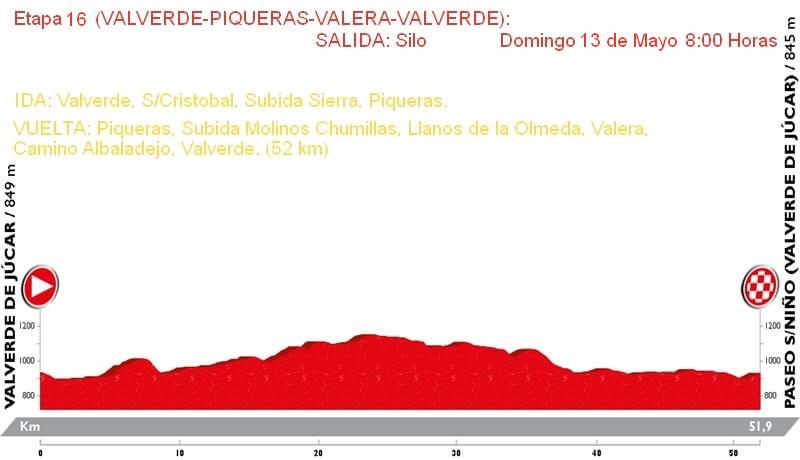 Etapa 16 (VALVERDE-PIQUERAS-VALERA-VALVERDE):
SALIDA: Silo Domingo 13 de Mayo 8:00 Horas
IDA: Valverde, S/Cristobal, Subida Sierra, Piqueras.
VUELTA: Piqueras, Subida Molinos Chumillas, Llanos de la Olmeda, Valera,
Camino Albaladejo, Valverde. (52 km)
VALVERDE DE JÚCAR / 849 m
PASEO S/NIÑO (VALVERDE DE JÚCAR) / 845 m
1200 1200
1000 1000
800 800
Km 51,9
0 10 20 30 40 50